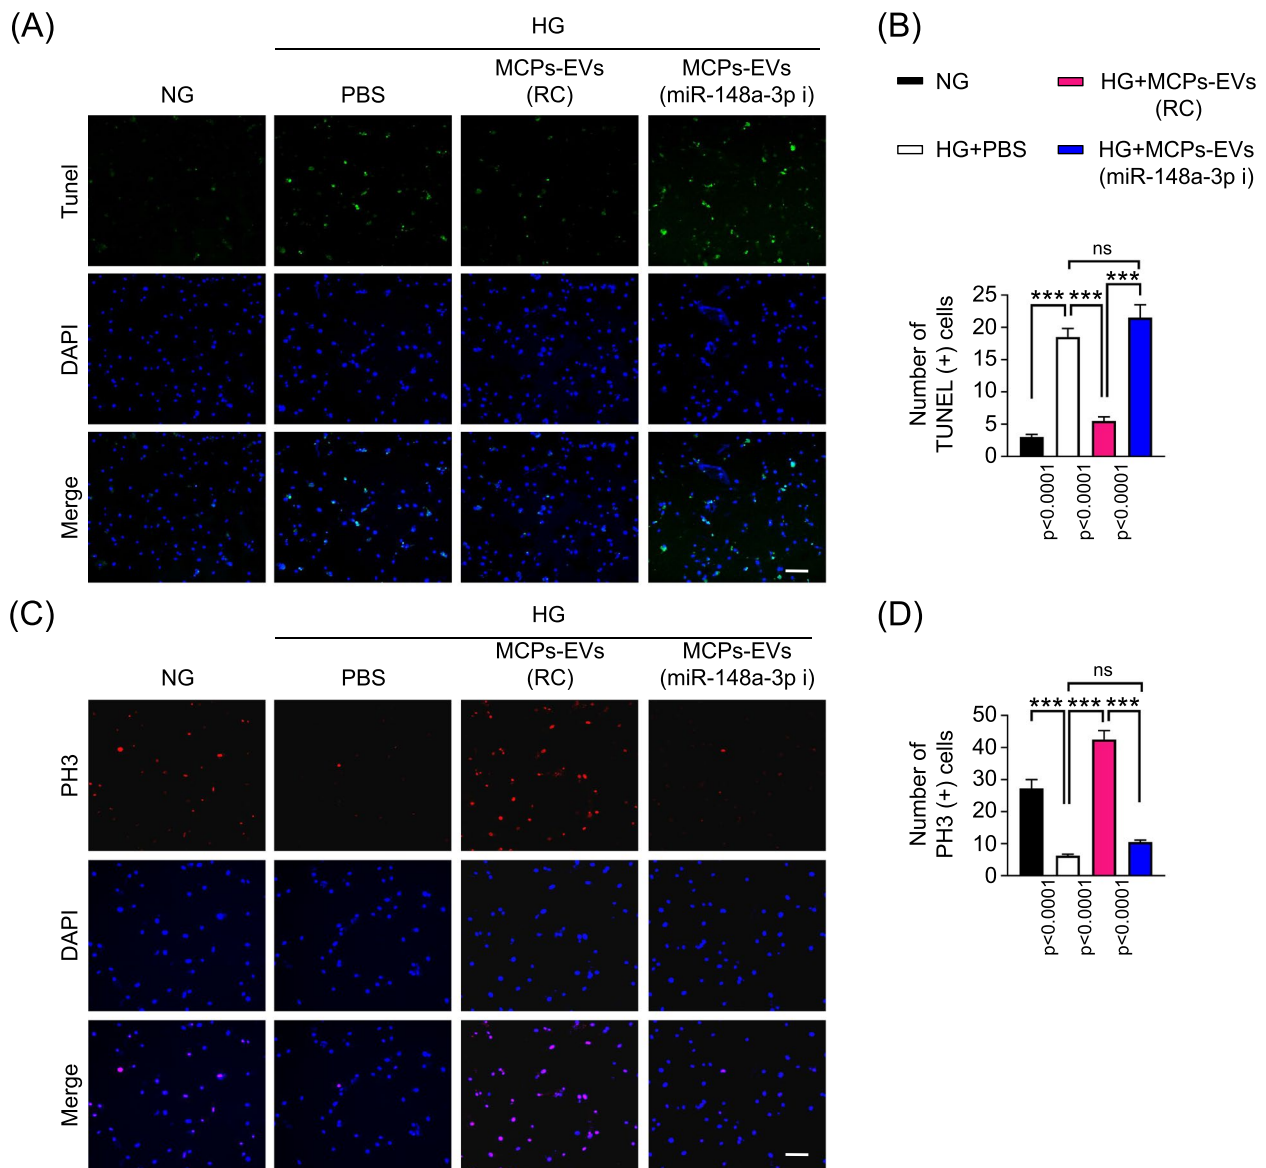 (A)
HG
NG
PBS
MCPs-EVs
(RC)
MCPs-EVs
(miR-148a-3p i)
Tunel
DAPI
Merge
(B)
NG
HG+MCPs-EVs
(RC)
HG+PBS
HG+MCPs-EVs
(miR-148a-3p i)
ns
*** *** ***
Number of
TUNEL (+) cells
25
20
15
10
5
0
p<0.0001
p<0.0001
p<0.0001
(C)
HG
NG
PBS
MCPs-EVs
(RC)
MCPs-EVs
(miR-148a-3p i)
PH3
DAPI
Merge
(D)
ns
*** *** ***
Number of
PH3 (+) cells
50
40
30
20
10
0
p<0.0001
p<0.0001
p<0.0001